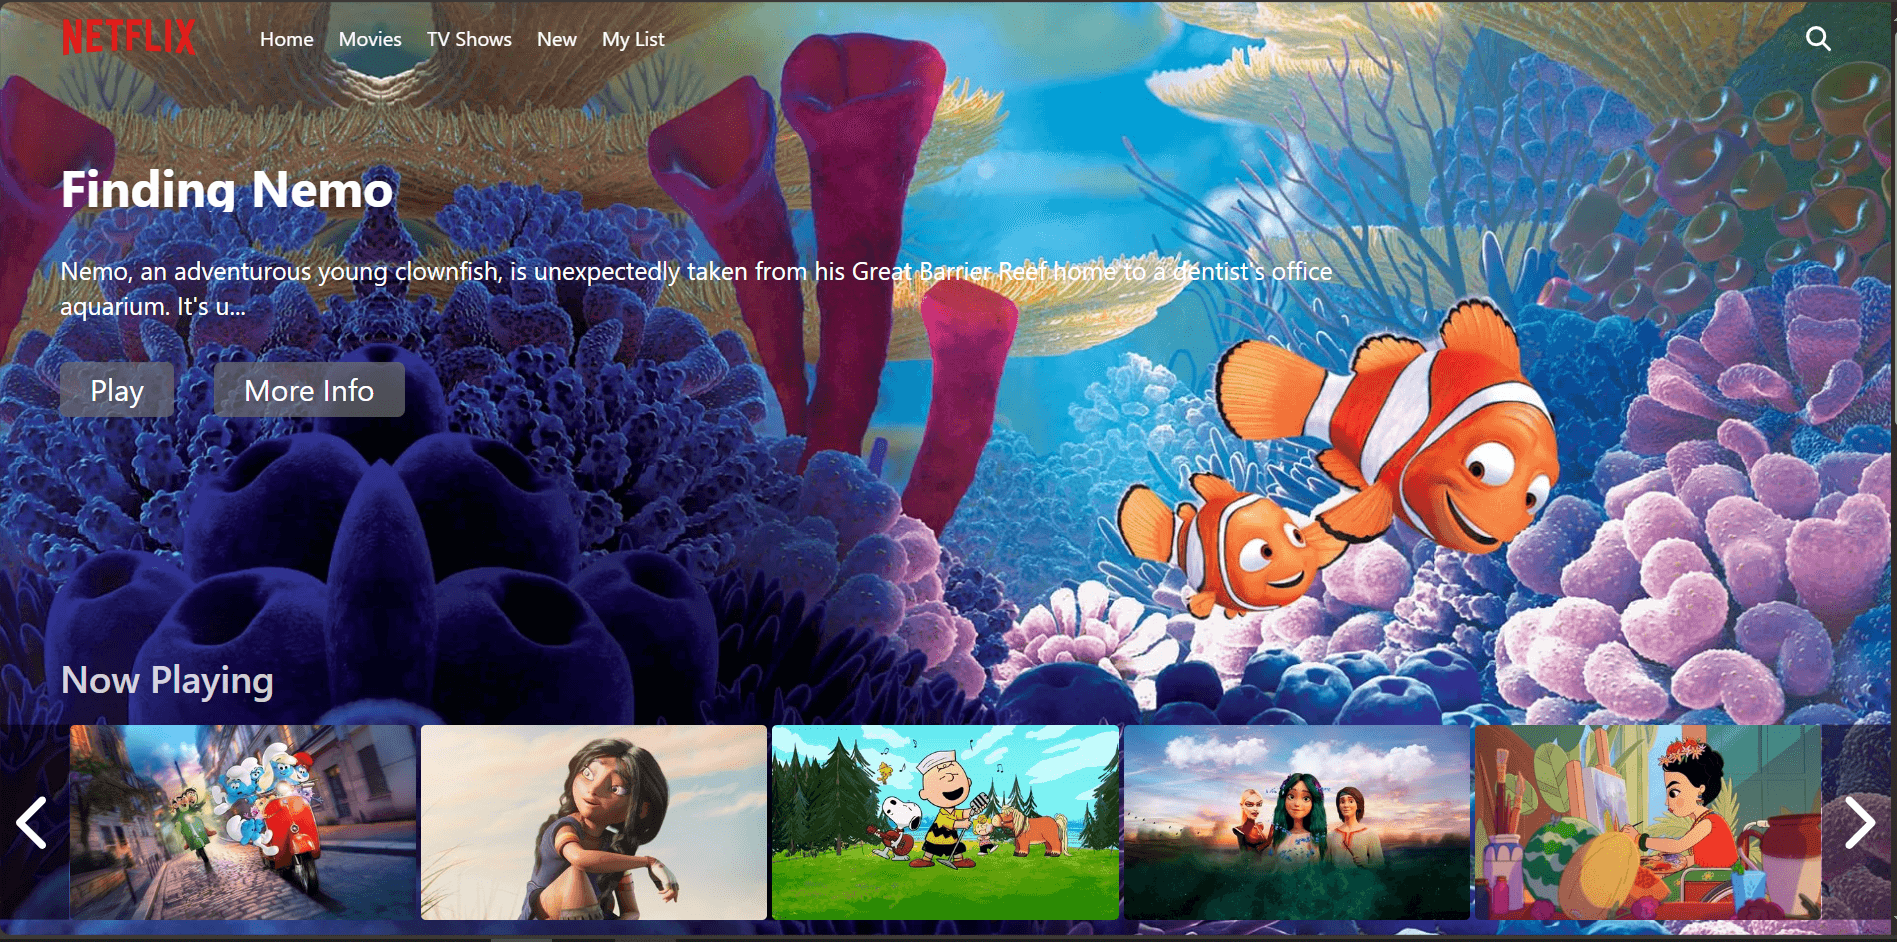 NETFLIX Home Movies TV Shows New My List
Finding Nemo
Nemo, an adventurous young clownfish, is unexpectedly taken from his Great Barrier Reef home to a dentist's office
aquarium. It's u...
Play More Info
Now Playing